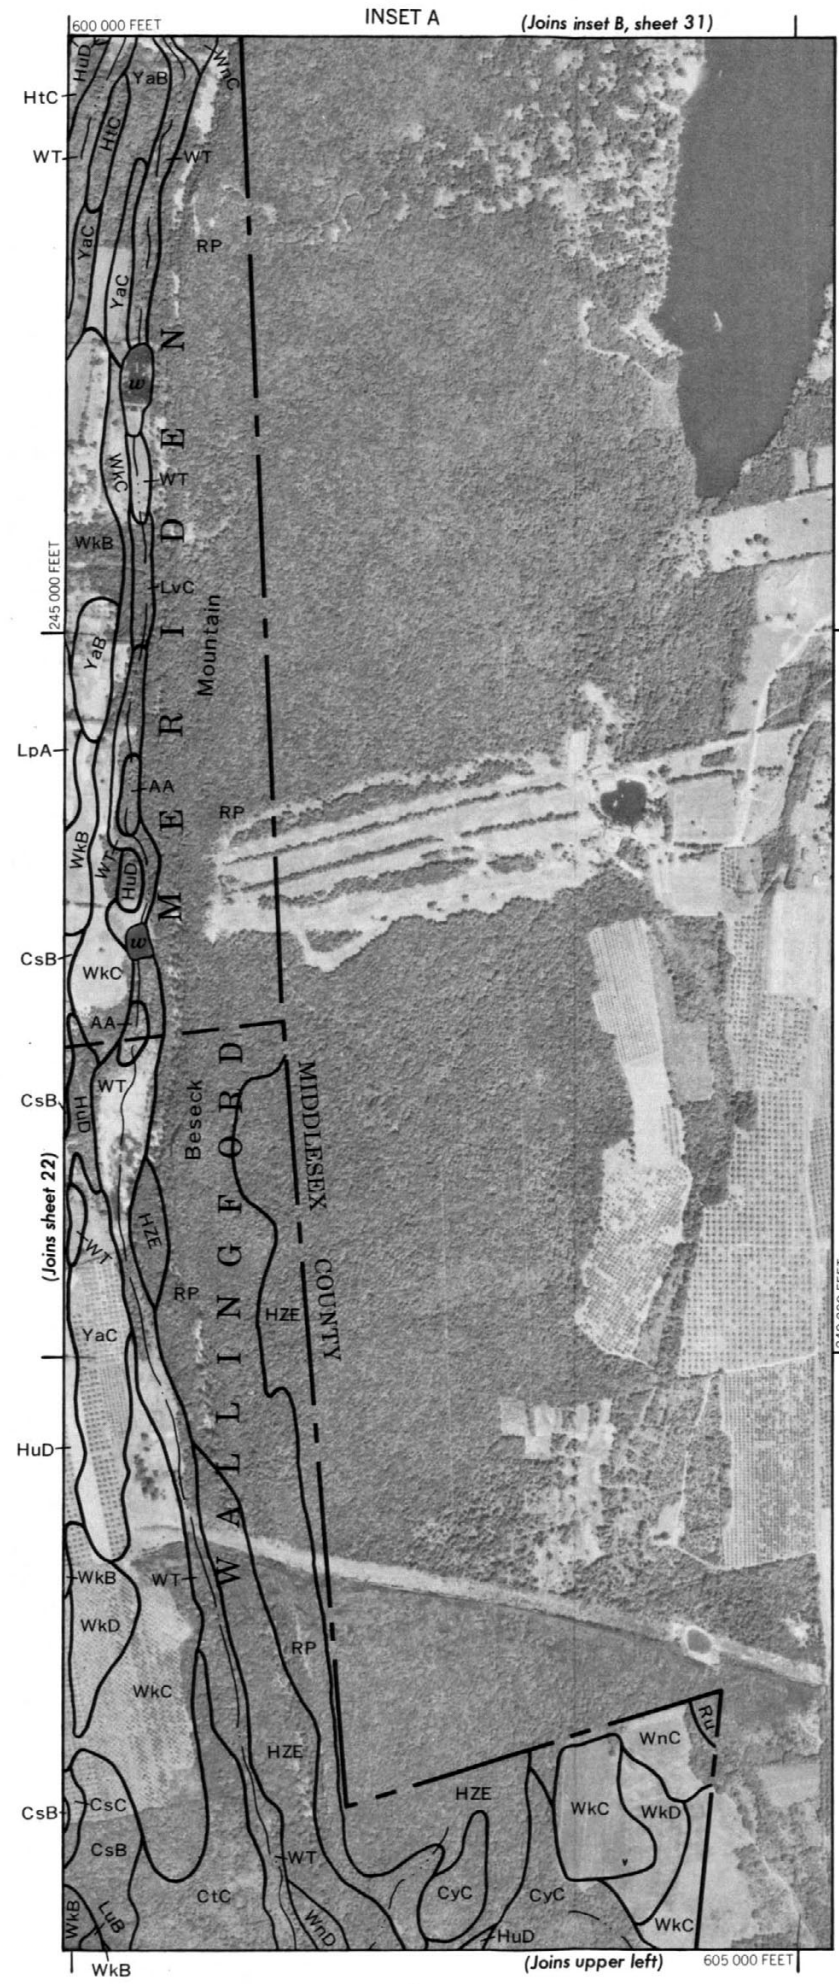 600 000 FEET
INSET A
(Joins inset B, sheet 31)
HuD
YaB
WnC
HtC
HtC
WT
WT
YaC
RP
YaC
w
WkC
WT
WkB
LvC
245 000 FEET
YaB
Mountain
MERIDEN
LpA
AA
RP
WkB
WT
HuD
w
CsB
WkC
AA
WT
CsB
HuD
Beseck
WALLINGFORD
MIDDLESEX COUNTY
(Joins sheet 22)
HZE
WT
RP
HZE
YaC
HuD
WkB
WT
WkD
RP
WkC
Ru
WnC
HZE
HZE
CsB
CsC
WkC
WkD
CsB
WT
CtC
CyC
CyC
WkB
LuB
WnD
HuD
WkC
WkB
(Joins upper left)
605 000 FEET